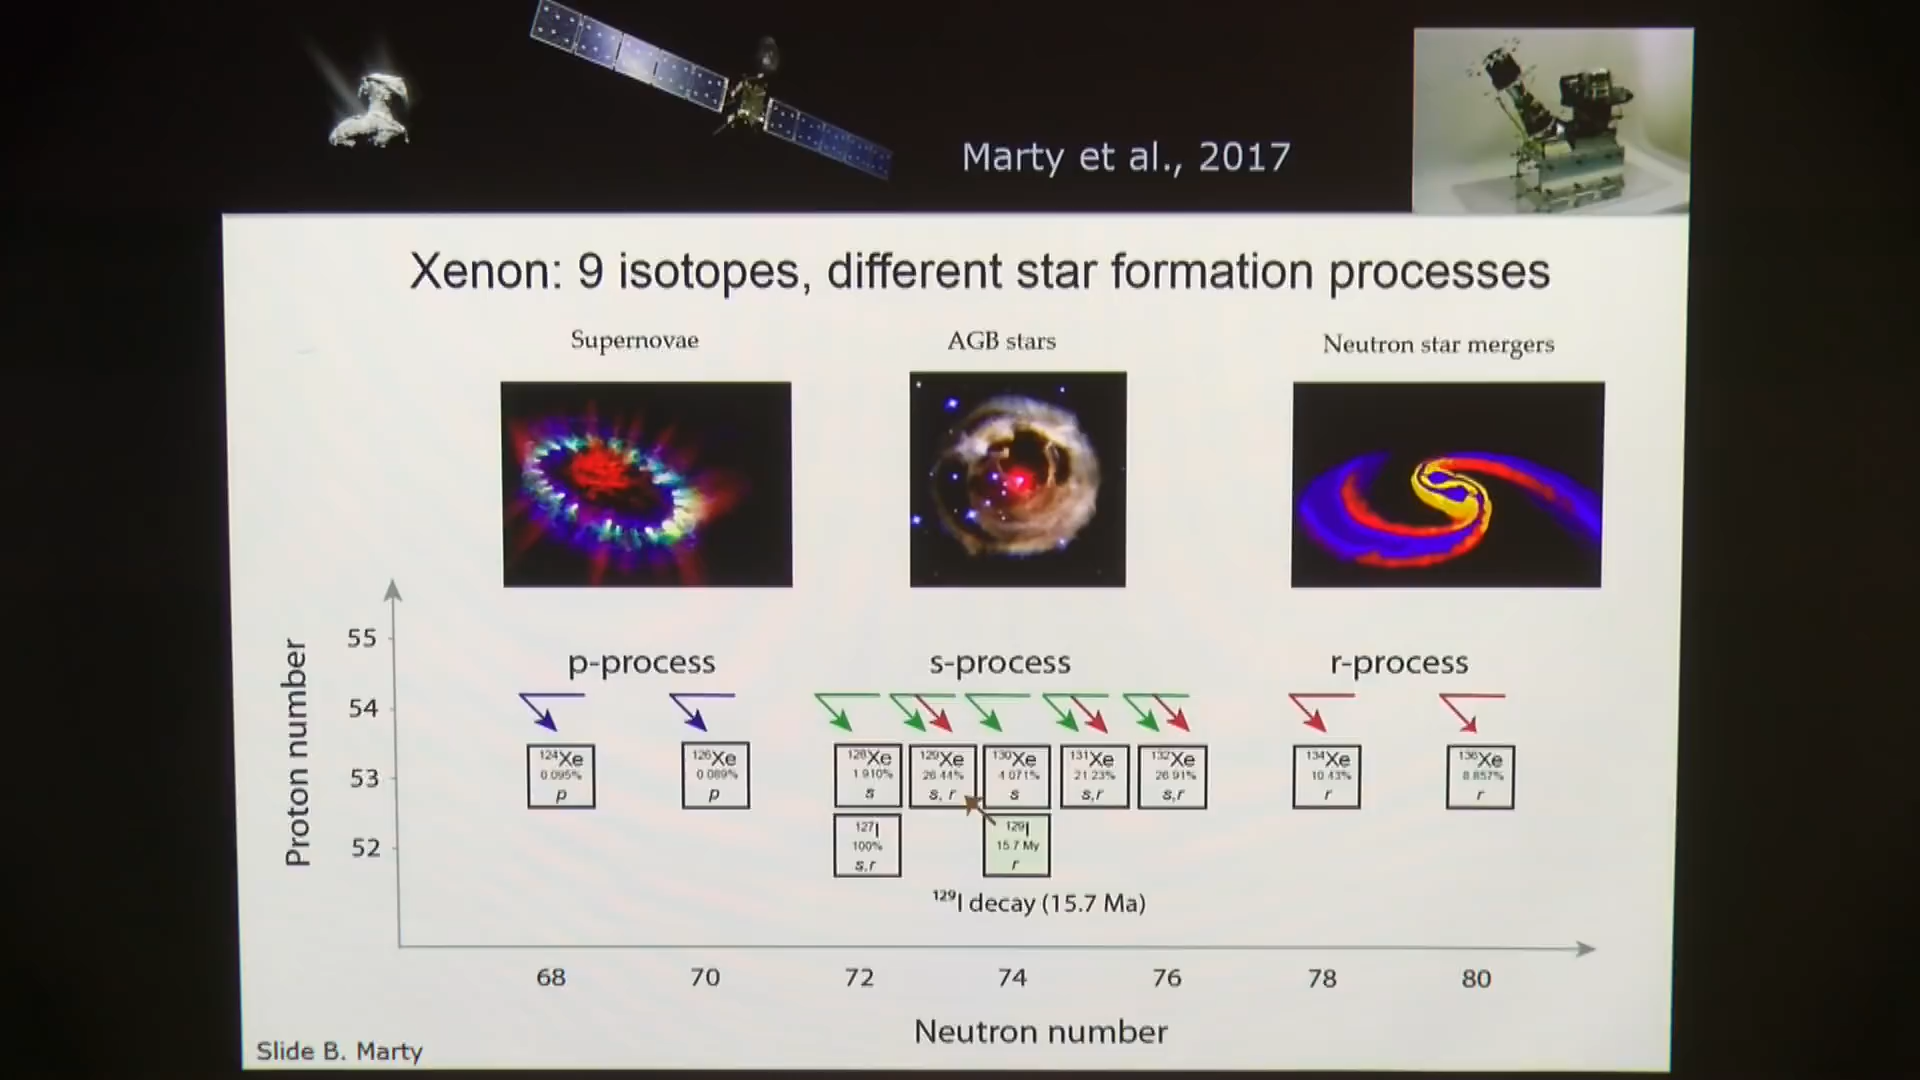 Marty et al., 2017
Xenon: 9 isotopes, different star formation processes
Supernovae
AGB stars
Neutron star mergers
Proton number
55
54
53
52
p-process
s-process
r-process
124Xe
0.095%
p
126Xe
0.089%
p
128Xe
1.910%
s
129Xe
26.44%
s, r
130Xe
4.071%
s
131Xe
21.23%
s,r
132Xe
26.91%
s,r
134Xe
10.43%
r
136Xe
8.857%
r
127I
100%
s,r
129I
15.7 My
r
129I decay (15.7 Ma)
68
70
72
74
76
78
80
Neutron number
Slide B. Marty